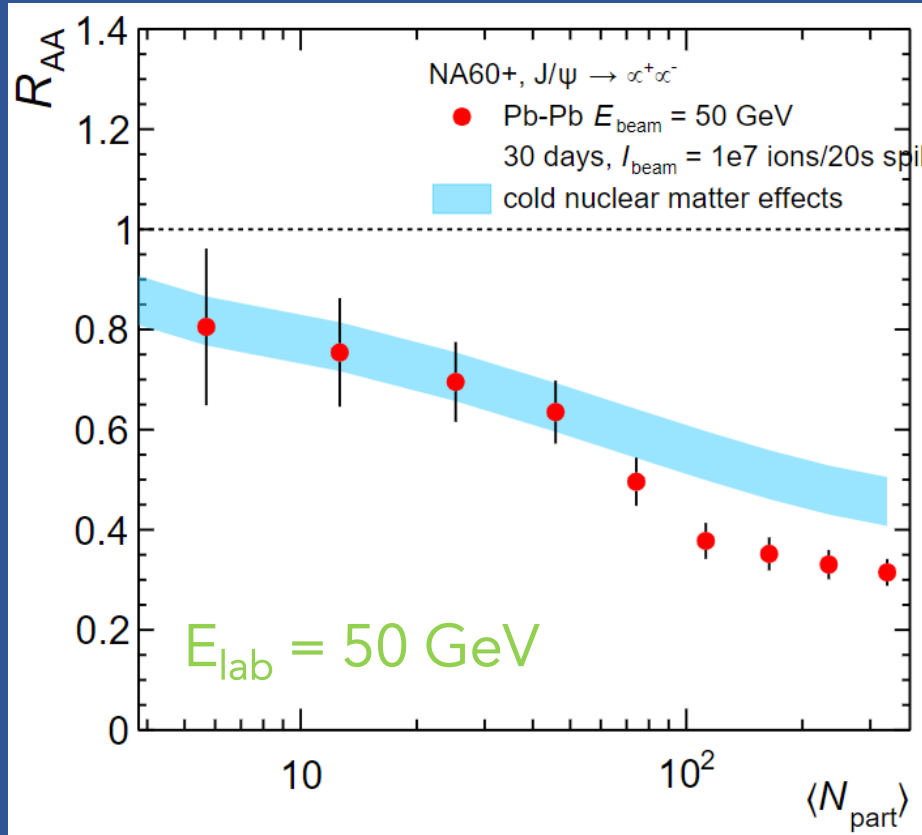 R_AA
1.4
1.2
1
0.8
0.6
0.4
0.2
0
NA60+, J/ψ → ∝⁺∝⁻
Pb-Pb E_beam = 50 GeV
30 days, I_beam = 1e7 ions/20s spil
cold nuclear matter effects
E_lab = 50 GeV
10
10²
⟨N_part⟩